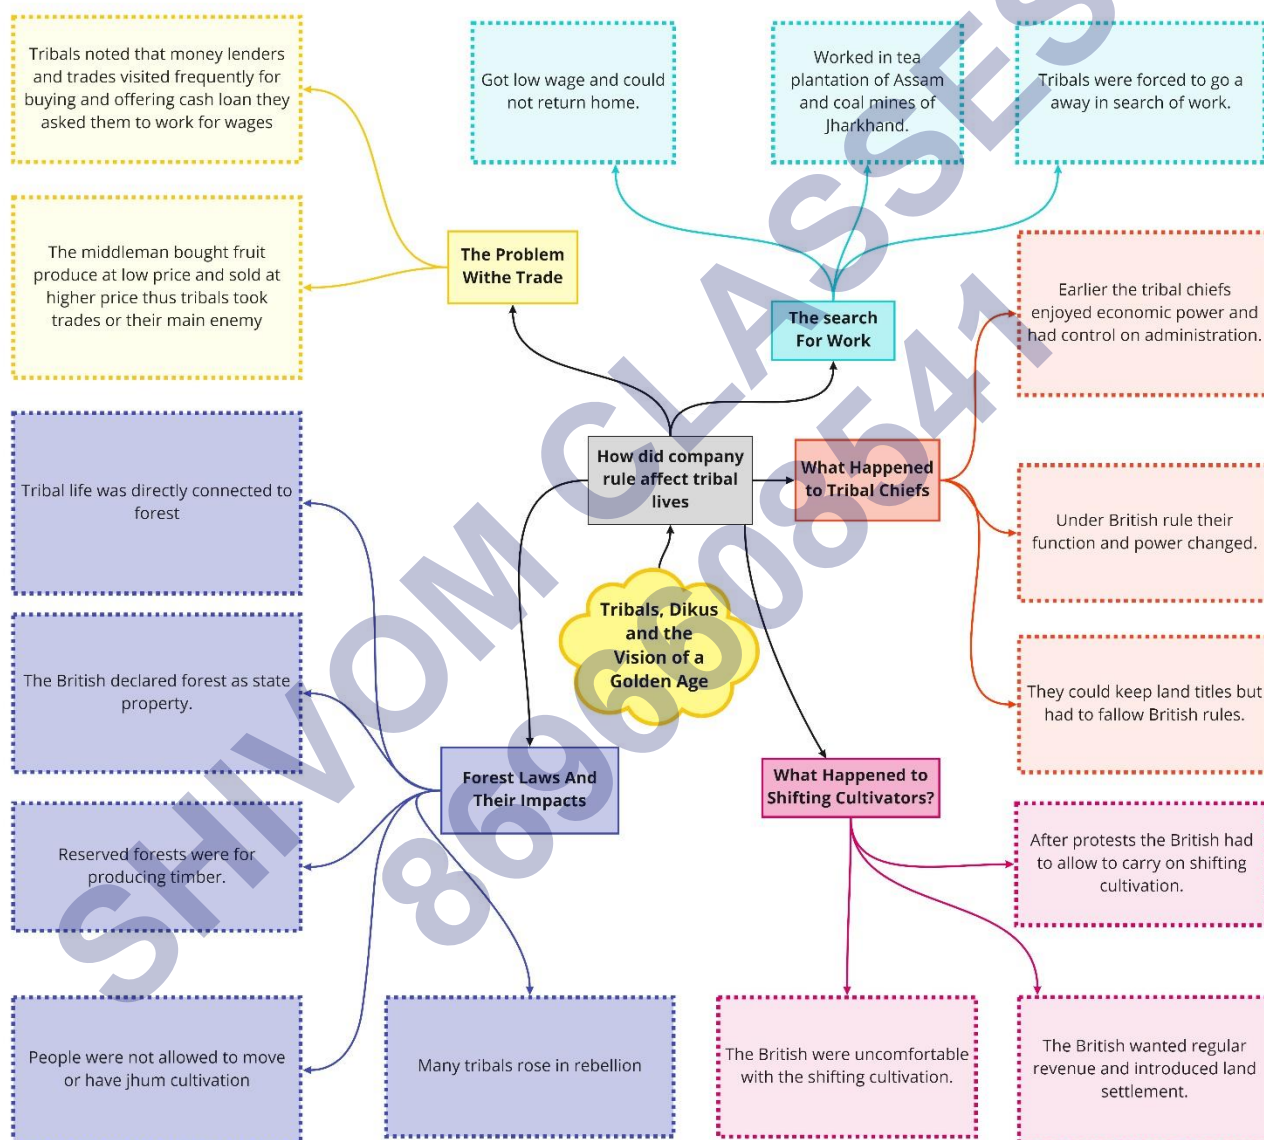 Tribals noted that money lenders
and trades visited frequently for
buying and offering cash loan they
asked them to work for wages
Got low wage and could
not return home.
Worked in tea
plantation of Assam
and coal mines of
Jharkhand.
Tribals were forced to go a
away in search of work.
The middleman bought fruit
produce at low price and sold at
higher price thus tribals took
trades or their main enemy
The Problem
Withe Trade
The search
For Work
Earlier the tribal chiefs
enjoyed economic power and
had control on administration.
Tribal life was directly connected to
forest
How did company
rule affect tribal
lives
What Happened
to Tribal Chiefs
Under British rule their
function and power changed.
Tribals, Dikus
and the
Vision of a
Golden Age
The British declared forest as state
property.
They could keep land titles but
had to fallow British rules.
Forest Laws And
Their Impacts
What Happened to
Shifting Cultivators?
Reserved forests were for
producing timber.
After protests the British had
to allow to carry on shifting
cultivation.
People were not allowed to move
or have jhum cultivation
Many tribals rose in rebellion
The British were uncomfortable
with the shifting cultivation.
The British wanted regular
revenue and introduced land
settlement.
SHIVOM CLASSES
8696608541